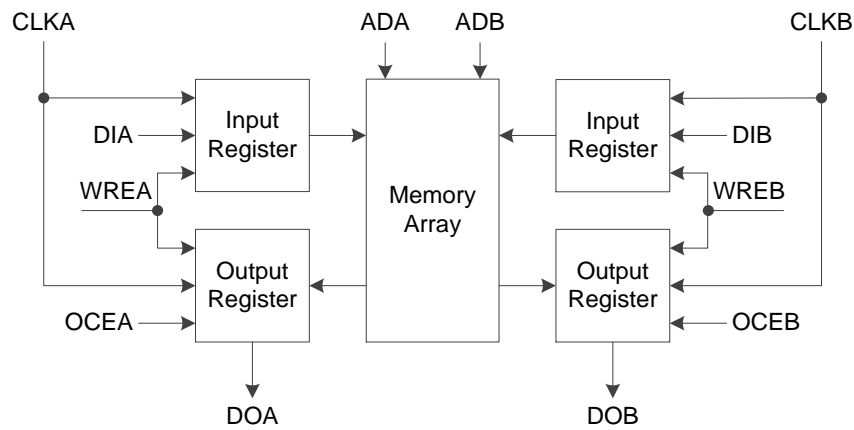 CLKA ADA ADB CLKB
Input
Register
Input
Register
DIA DIB
WREA WREB
Memory
Array
Output
Register
Output
Register
OCEA OCEB
DOA DOB